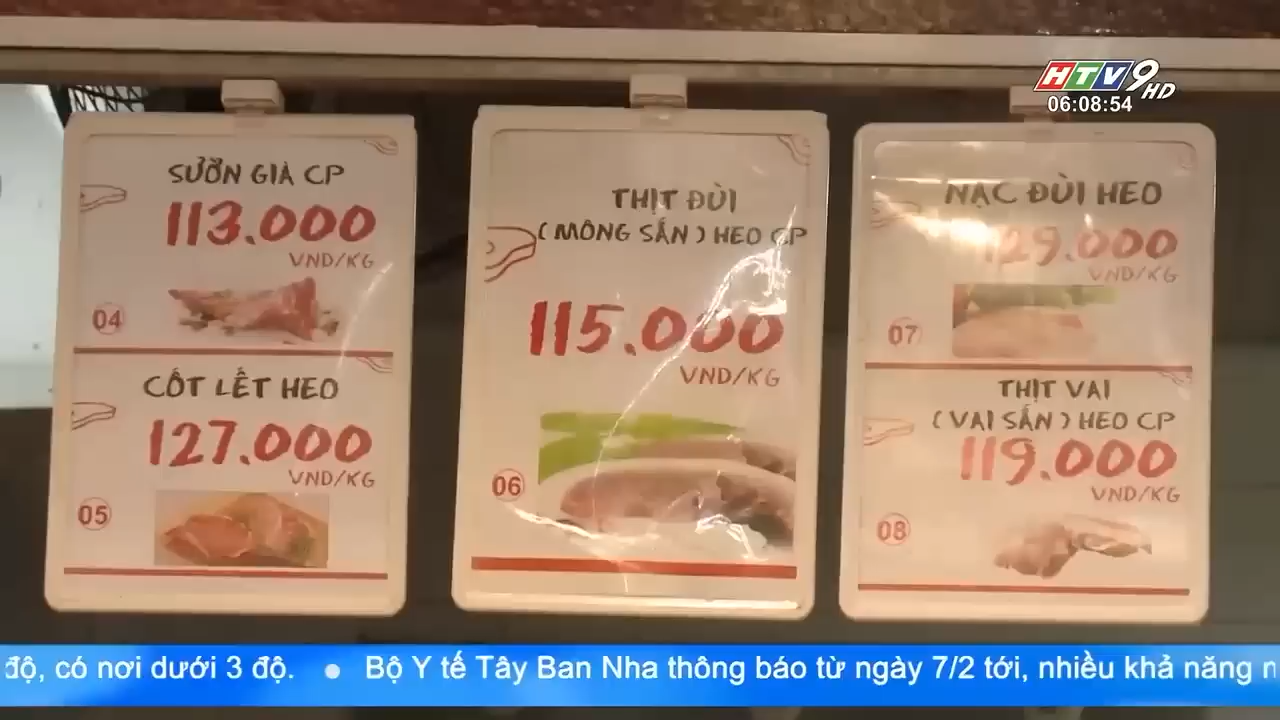 HTV9 HD
06:08:54
SƯỜN GIÀ CP
113.000
VND/KG
04
CỐT LẾT HEO
127.000
VND/KG
05
THỊT ĐÙI
( MÔNG SẤN ) HEO CP
115.000
VND/KG
06
NẠC ĐÙI HEO
129.000
VND/KG
07
THỊT VAI
( VAI SẤN ) HEO CP
119.000
VND/KG
08
độ, có nơi dưới 3 độ. ● Bộ Y tế Tây Ban Nha thông báo từ ngày 7/2 tới, nhiều khả năng